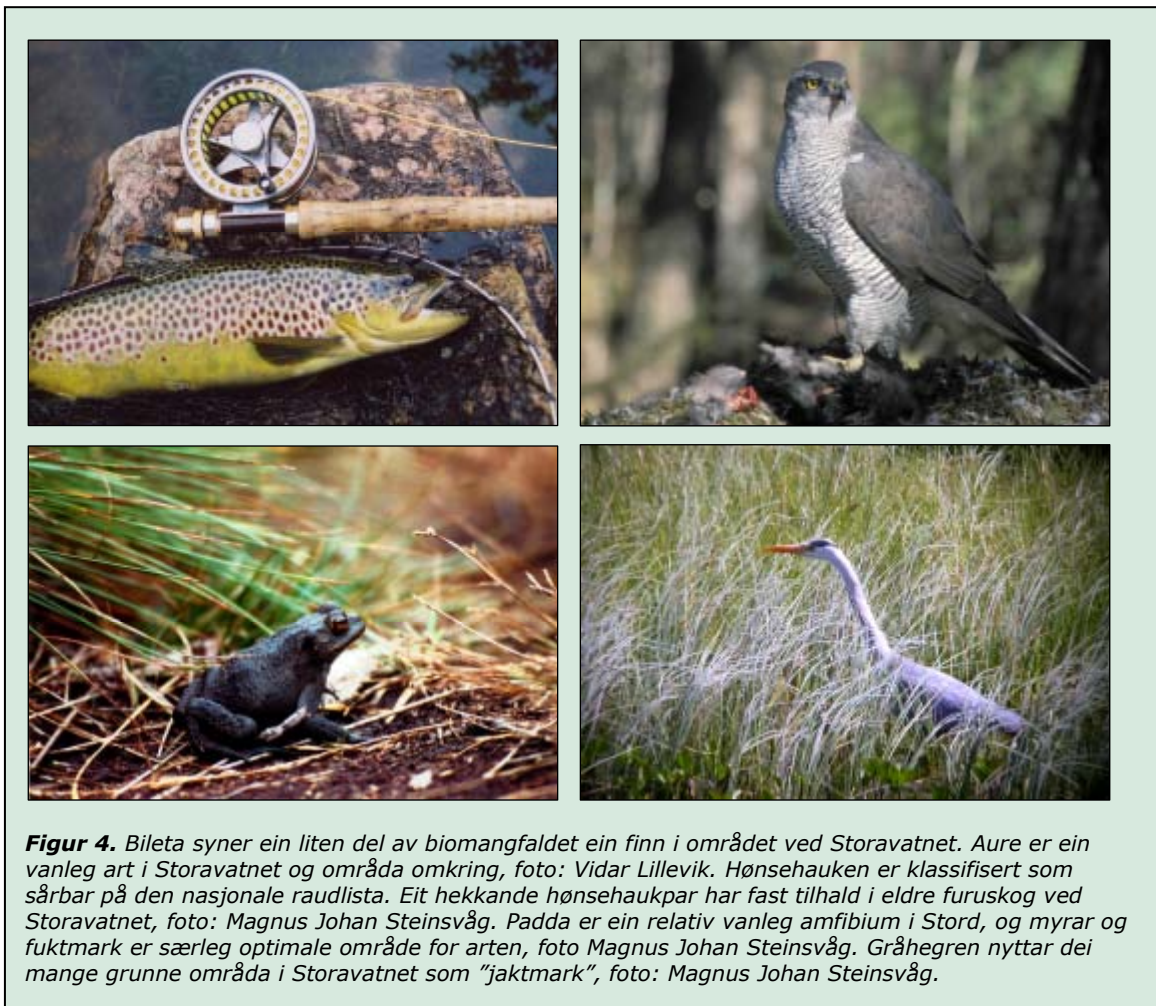 Figur 4. Bileta syner ein liten del av biomangfaldet ein finn i området ved Storavatnet. Aure er ein
vanleg art i Storavatnet og områda omkring, foto: Vidar Lillevik. Hønsehauken er klassifisert som
sårbar på den nasjonale raudlista. Eit hekkande hønsehaukpar har fast tilhald i eldre furuskog ved
Storavatnet, foto: Magnus Johan Steinsvåg. Padda er ein relativ vanleg amfibium i Stord, og myrar og
fuktmark er særleg optimale område for arten, foto Magnus Johan Steinsvåg. Gråhegren nyttar dei
mange grunne områda i Storavatnet som ”jaktmark”, foto: Magnus Johan Steinsvåg.